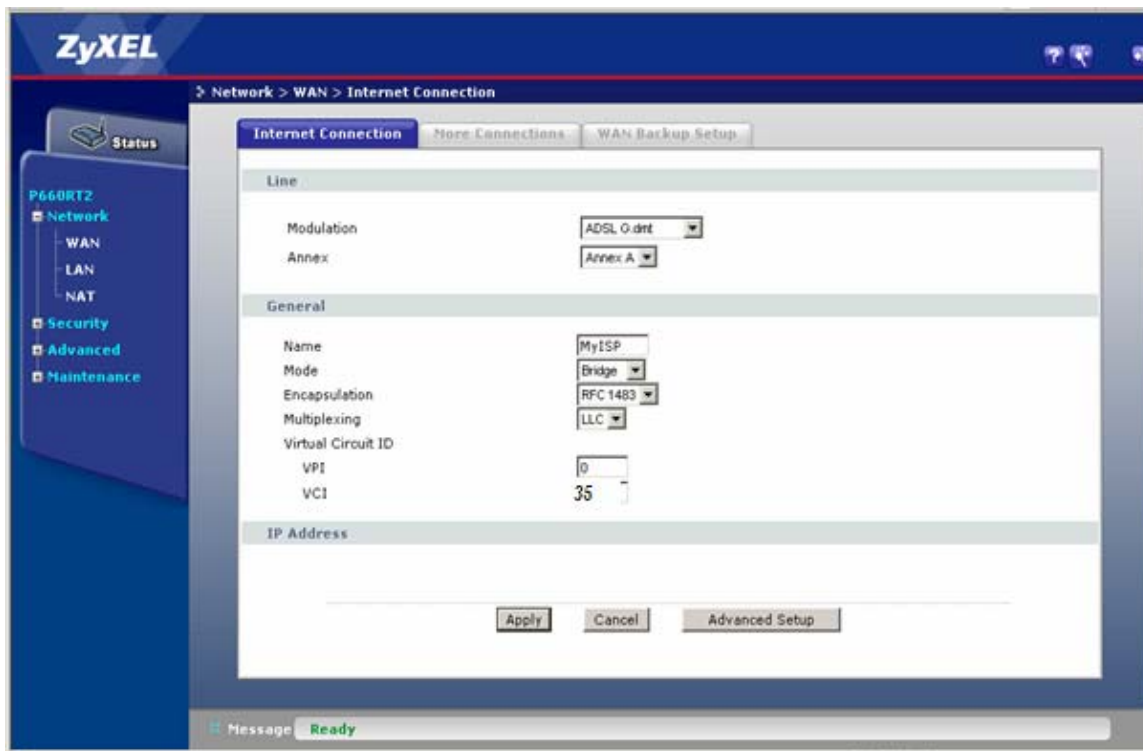 ZyXEL
?
Network > WAN > Internet Connection
Status
P660RT2
Network
WAN
LAN
NAT
Security
Advanced
Maintenance
Internet Connection More Connections WAN Backup Setup
Line
Modulation ADSL G.dmt
Annex Annex A
General
Name MyISP
Mode Bridge
Encapsulation RFC 1483
Multiplexing LLC
Virtual Circuit ID
VPI 0
VCI 35
IP Address
Apply Cancel Advanced Setup
Message Ready